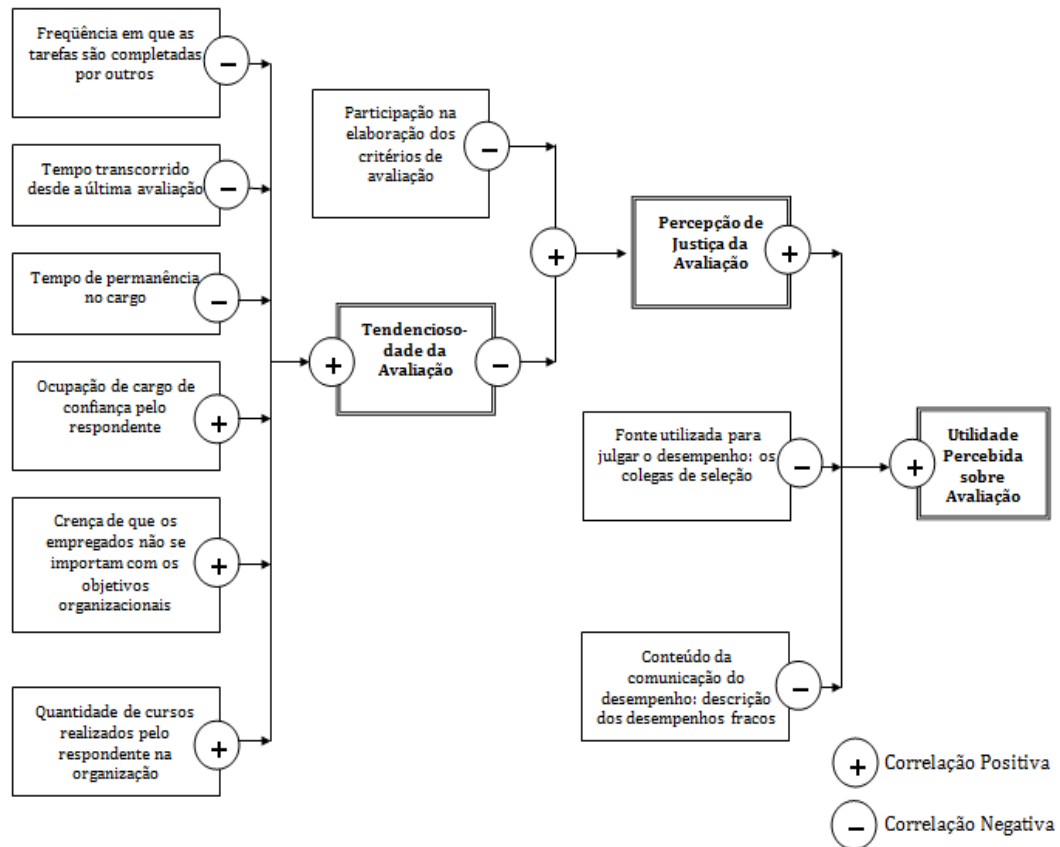 Freqüência em que as
tarefas são completadas
por outros
−
Tempo transcorrido
desde a última avaliação
−
Tempo de permanência
no cargo
−
Ocupação de cargo de
confiança pelo
respondente
+
Crença de que os
empregados não se
importam com os
objetivos
organizacionais
+
Quantidade de cursos
realizados pelo
respondente na
organização
+
Participação na
elaboração dos
critérios de
avaliação
−
+
Tendencioso-
dade da
Avaliação
−
+
Percepção de
Justiça da
Avaliação
+
Fonte utilizada para
julgar o desempenho: os
colegas de seleção
−
Conteúdo da
comunicação do
desempenho: descrição
dos desempenhos fracos
−
+
Utilidade
Percebida
sobre
Avaliação
+ Correlação Positiva
− Correlação Negativa